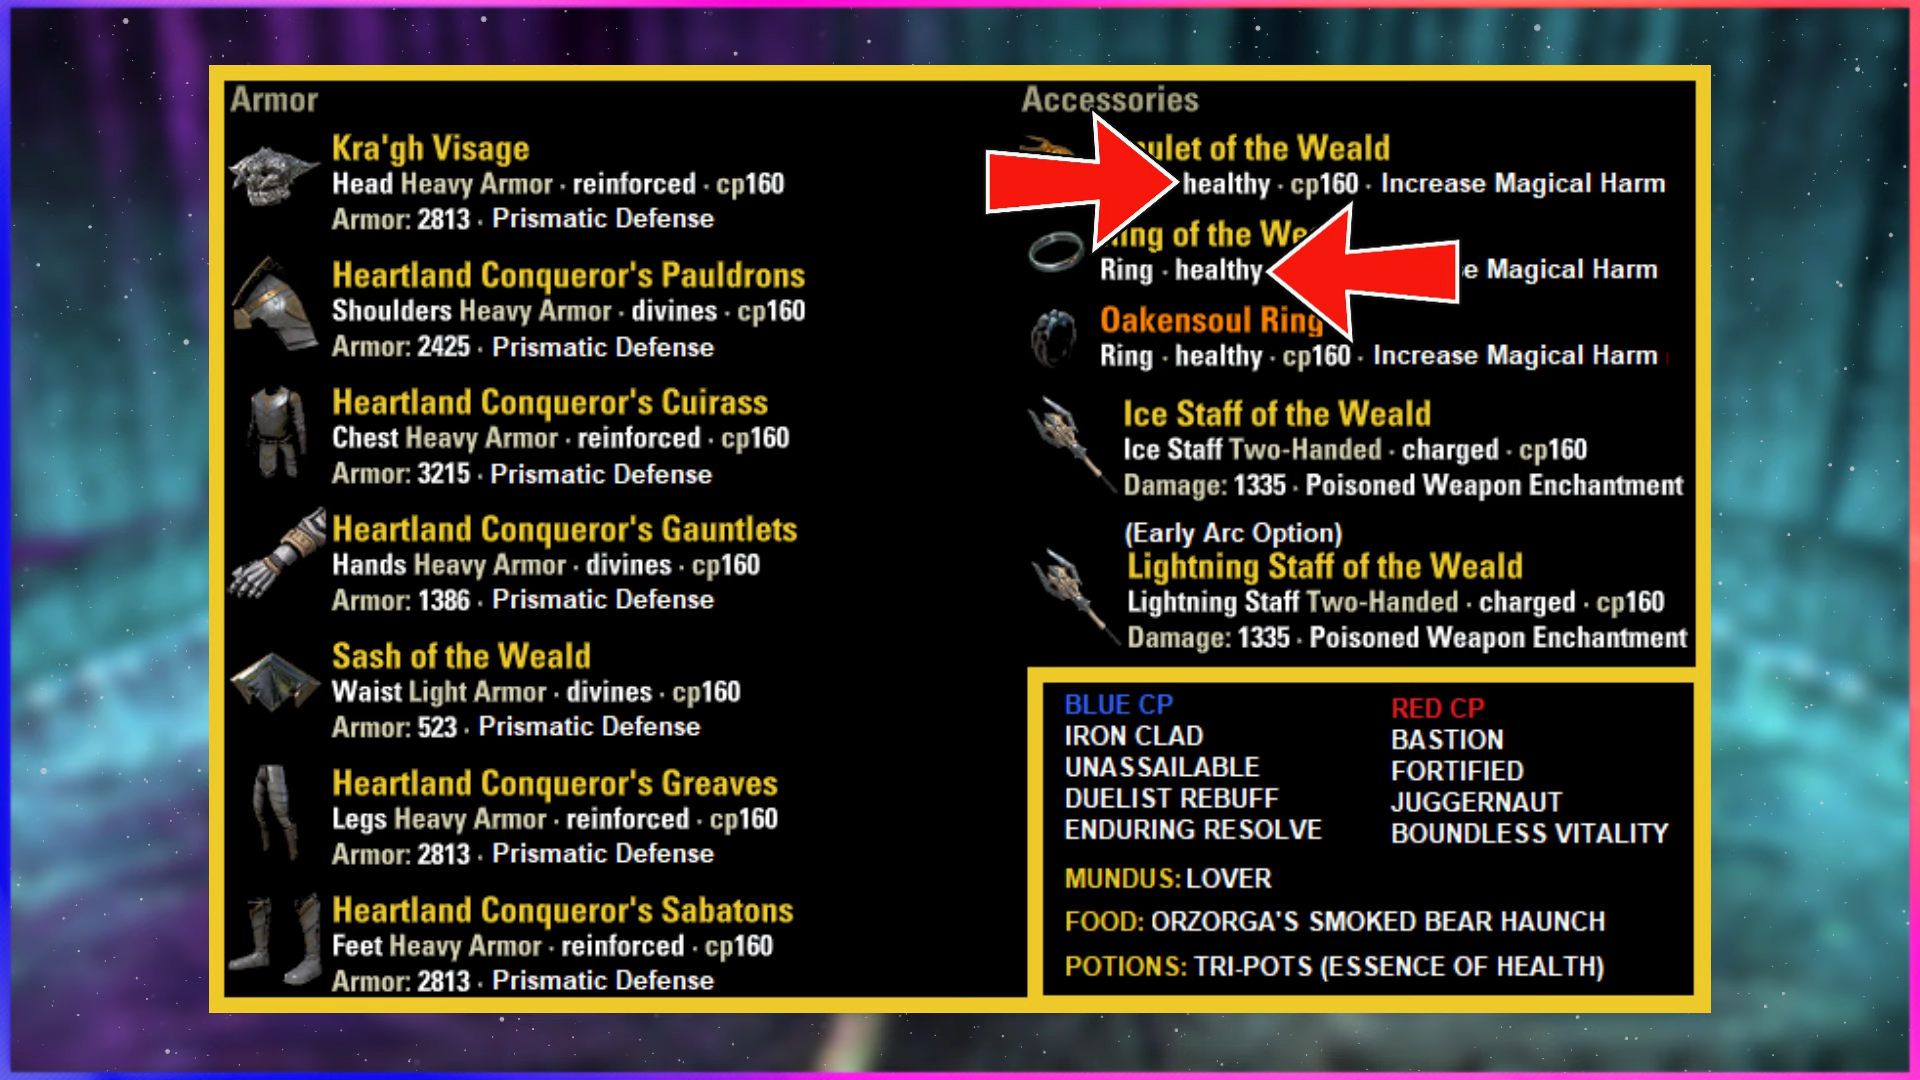 Armor
Kra'gh Visage
Head Heavy Armor · reinforced · cp160
Armor: 2813 · Prismatic Defense
Heartland Conqueror's Pauldrons
Shoulders Heavy Armor · divines · cp160
Armor: 2425 · Prismatic Defense
Heartland Conqueror's Cuirass
Chest Heavy Armor · reinforced · cp160
Armor: 3215 · Prismatic Defense
Heartland Conqueror's Gauntlets
Hands Heavy Armor · divines · cp160
Armor: 1386 · Prismatic Defense
Sash of the Weald
Waist Light Armor · divines · cp160
Armor: 523 · Prismatic Defense
Heartland Conqueror's Greaves
Legs Heavy Armor · reinforced · cp160
Armor: 2813 · Prismatic Defense
Heartland Conqueror's Sabatons
Feet Heavy Armor · reinforced · cp160
Armor: 2813 · Prismatic Defense
Accessories
of the Weald
healthy · cp160 · Increase Magical Harm
of the
Ring · healthy Magical Harm
Oakensoul Ring
Ring · healthy · cp160 · Increase Magical Harm
Ice Staff of the Weald
Ice Staff Two-Handed · charged · cp160
Damage: 1335 · Poisoned Weapon Enchantment
(Early Arc Option)
Lightning Staff of the Weald
Lightning Staff Two-Handed · charged · cp160
Damage: 1335 · Poisoned Weapon Enchantment
BLUE CP
IRON CLAD
UNASSAILABLE
DUELIST REBUFF
ENDURING RESOLVE
RED CP
BASTION
FORTIFIED
JUGGERNAUT
BOUNDLESS VITALITY
MUNDUS: LOVER
FOOD: ORZORGA'S SMOKED BEAR HAUNCH
POTIONS: TRI-POTS (ESSENCE OF HEALTH)